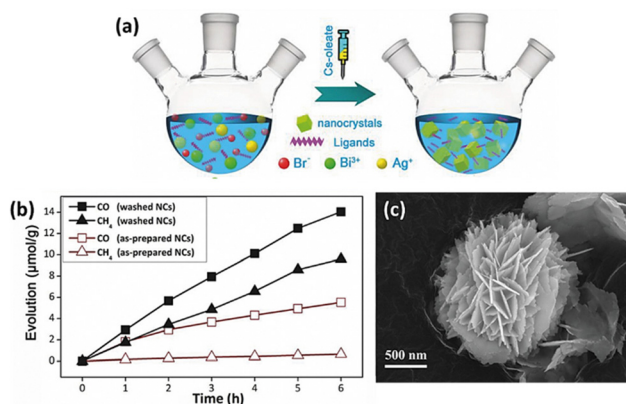 (a)
Cs-oleate
nanocrystals
Ligands
Br⁻ Bi³⁺ Ag⁺
(b)
CO (washed NCs)
CH₄ (washed NCs)
CO (as-prepared NCs)
CH₄ (as-prepared NCs)
Evolution (μmol/g)
14
12
10
8
6
4
2
0
0 1 2 3 4 5 6
Time (h)
(c)
500 nm